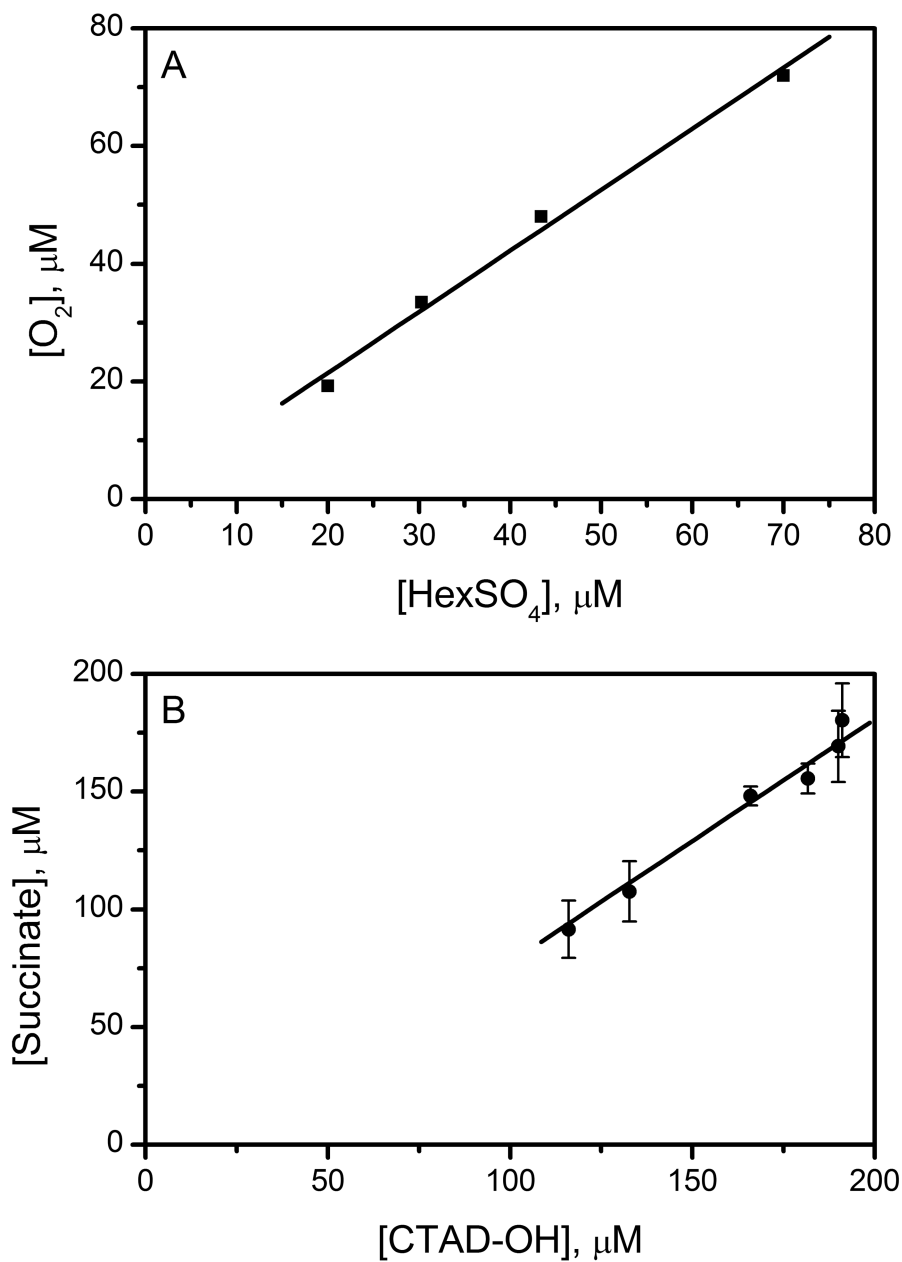 A
80
60
40
20
0
[O₂], μM
0 10 20 30 40 50 60 70 80
[HexSO₄], μM
B
200
150
100
50
0
[Succinate], μM
0 50 100 150 200
[CTAD-OH], μM